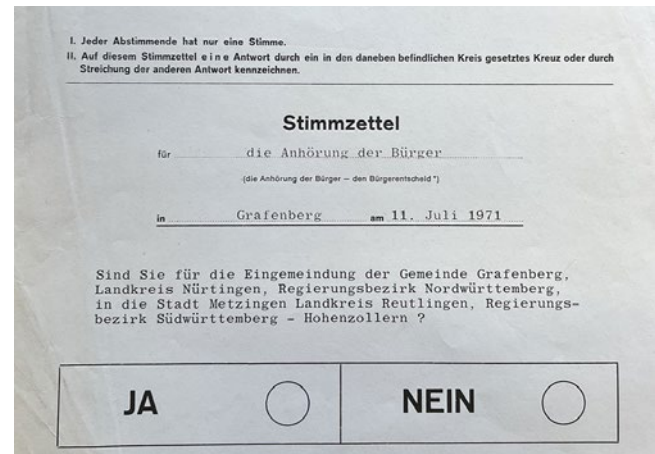 I. Jeder Abstimmende hat nur eine Stimme.
II. Auf diesem Stimmzettel e i n e Antwort durch ein in den daneben befindlichen Kreis gesetztes Kreuz oder durch
Streichung der anderen Antwort kennzeichnen.
Stimmzettel
für die Anhörung der Bürger
(die Anhörung der Bürger – den Bürgerentscheid *)
in Grafenberg am 11. Juli 1971
Sind Sie für die Eingemeindung der Gemeinde Grafenberg,
Landkreis Nürtingen, Regierungsbezirk Nordwürttemberg,
in die Stadt Metzingen Landkreis Reutlingen, Regierungs-
bezirk Südwürttemberg - Hohenzollern ?
JA NEIN